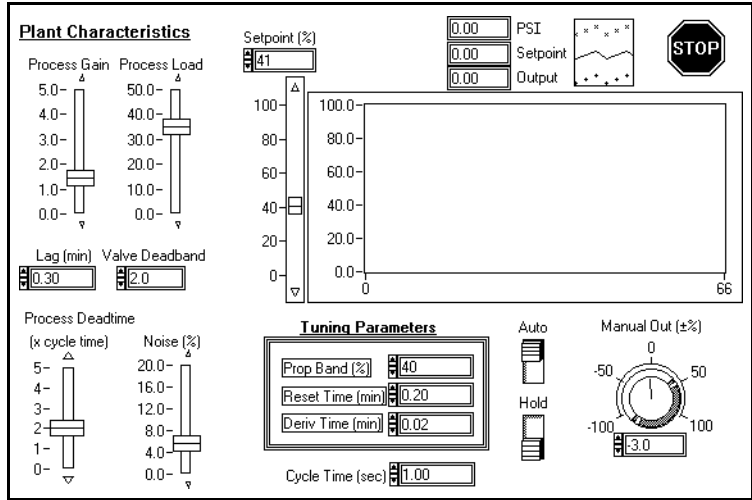 Plant Characteristics
Process Gain Process Load
5.0
4.0
3.0
2.0
1.0
0.0
50.0
40.0
30.0
20.0
10.0
0.0
Lag (min) Valve Deadband
0.30 2.0
Process Deadtime
(x cycle time)
5
4
3
2
1
0
Noise (%)
20.0
16.0
12.0
8.0
4.0
0.0
Setpoint (%)
41
100
80
60
40
20
0
0.00 PSI
0.00 Setpoint
0.00 Output
STOP
100.0
80.0
60.0
40.0
20.0
0.0
0 66
Tuning Parameters
Prop Band (%) 40
Reset Time (min) 0.20
Deriv Time (min) 0.02
Cycle Time (sec) 1.00
Auto
Hold
Manual Out (±%)
0
-50 50
-100 100
-3.0